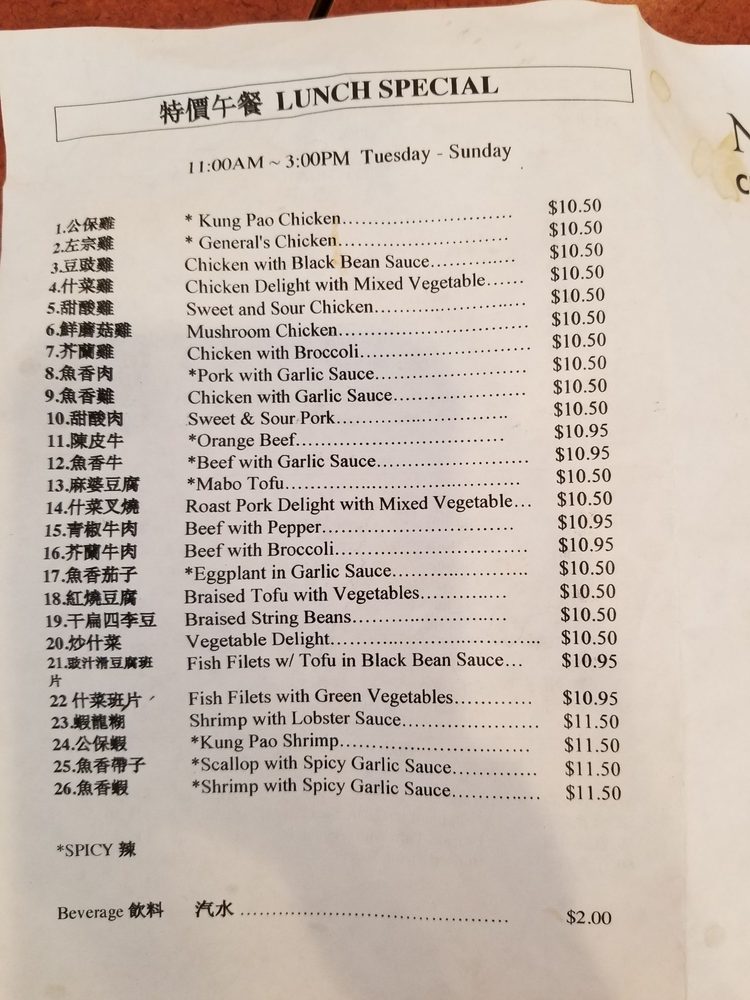 特價午餐 LUNCH SPECIAL
11:00AM ~ 3:00PM Tuesday - Sunday
1.公保雞 * Kung Pao Chicken.......................... $10.50
2.左宗雞 * General's Chicken.......................... $10.50
3.豆豉雞 Chicken with Black Bean Sauce............. $10.50
4.什菜雞 Chicken Delight with Mixed Vegetable...... $10.50
5.甜酸雞 Sweet and Sour Chicken....................... $10.50
6.鮮蘑菇雞 Mushroom Chicken............................. $10.50
7.芥蘭雞 Chicken with Broccoli......................... $10.50
8.魚香肉 *Pork with Garlic Sauce....................... $10.50
9.魚香雞 Chicken with Garlic Sauce.................... $10.50
10.甜酸肉 Sweet & Sour Pork.......................... $10.50
11.陳皮牛 *Orange Beef................................ $10.95
12.魚香牛 *Beef with Garlic Sauce....................... $10.95
13.麻婆豆腐 *Mabo Tofu.................................... $10.50
14.什菜叉燒 Roast Pork Delight with Mixed Vegetable... $10.50
15.青椒牛肉 Beef with Pepper............................. $10.95
16.芥蘭牛肉 Beef with Broccoli............................ $10.95
17.魚香茄子 *Eggplant in Garlic Sauce.................... $10.50
18.紅燒豆腐 Braised Tofu with Vegetables.............. $10.50
19.干扁四李豆 Braised String Beans........................ $10.50
20.炒什菜 Vegetable Delight................................ $10.50
21.豉汁滑豆腐班片 Fish Filets w/ Tofu in Black Bean Sauce... $10.95
22 什菜班片 Fish Filets with Green Vegetables............ $10.95
23.蝦龍糊 Shrimp with Lobster Sauce..................... $11.50
24.公保蝦 *Kung Pao Shrimp............................. $11.50
25.魚香帶子 *Scallop with Spicy Garlic Sauce............. $11.50
26.魚香蝦 *Shrimp with Spicy Garlic Sauce.............. $11.50
*SPICY 辣
Beverage 飲料 汽水 ........................................ $2.00